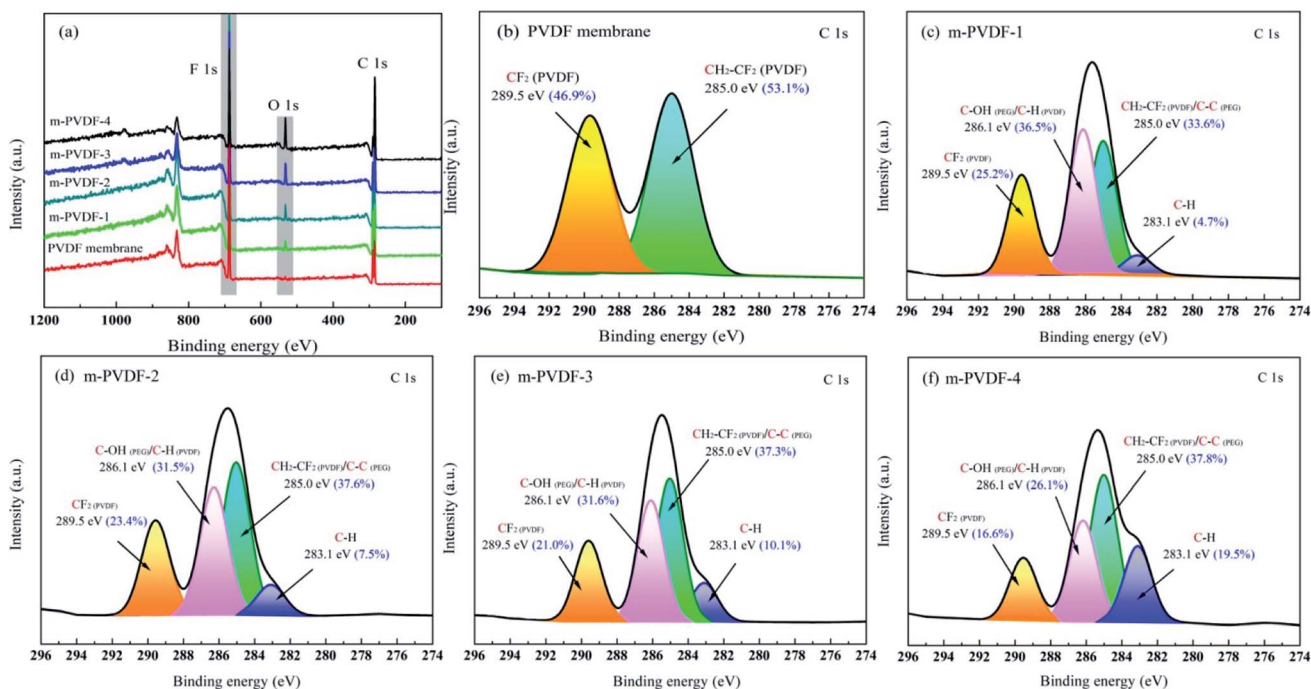 (a)
F 1s
C 1s
O 1s
m-PVDF-4
m-PVDF-3
m-PVDF-2
m-PVDF-1
PVDF membrane
Intensity (a.u.)
1200 1000 800 600 400 200
Binding energy (eV)
(b) PVDF membrane
C 1s
CF2 (PVDF)
289.5 eV (46.9%)
CH2-CF2 (PVDF)
285.0 eV (53.1%)
Intensity (a.u.)
296 294 292 290 288 286 284 282 280 278 276 274
Binding energy (eV)
(c) m-PVDF-1
C 1s
C-OH (PEG)/C-H (PVDF)
286.1 eV (36.5%)
CH2-CF2 (PVDF)/C-C (PEG)
285.0 eV (33.6%)
CF2 (PVDF)
289.5 eV (25.2%)
C-H
283.1 eV (4.7%)
Intensity (a.u.)
296 294 292 290 288 286 284 282 280 278 276 274
Binding energy (eV)
(d) m-PVDF-2
C 1s
C-OH (PEG)/C-H (PVDF)
286.1 eV (31.5%)
CH2-CF2 (PVDF)/C-C (PEG)
285.0 eV (37.6%)
CF2 (PVDF)
289.5 eV (23.4%)
C-H
283.1 eV (7.5%)
Intensity (a.u.)
296 294 292 290 288 286 284 282 280 278 276 274
Binding energy (eV)
(e) m-PVDF-3
C 1s
CH2-CF2 (PVDF)/C-C (PEG)
285.0 eV (37.3%)
C-OH (PEG)/C-H (PVDF)
286.1 eV (31.6%)
CF2 (PVDF)
289.5 eV (21.0%)
C-H
283.1 eV (10.1%)
Intensity (a.u.)
296 294 292 290 288 286 284 282 280 278 276 274
Binding energy (eV)
(f) m-PVDF-4
C 1s
CH2-CF2 (PVDF)/C-C (PEG)
285.0 eV (37.8%)
C-OH (PEG)/C-H (PVDF)
286.1 eV (26.1%)
CF2 (PVDF)
289.5 eV (16.6%)
C-H
283.1 eV (19.5%)
Intensity (a.u.)
296 294 292 290 288 286 284 282 280 278 276 274
Binding energy (eV)